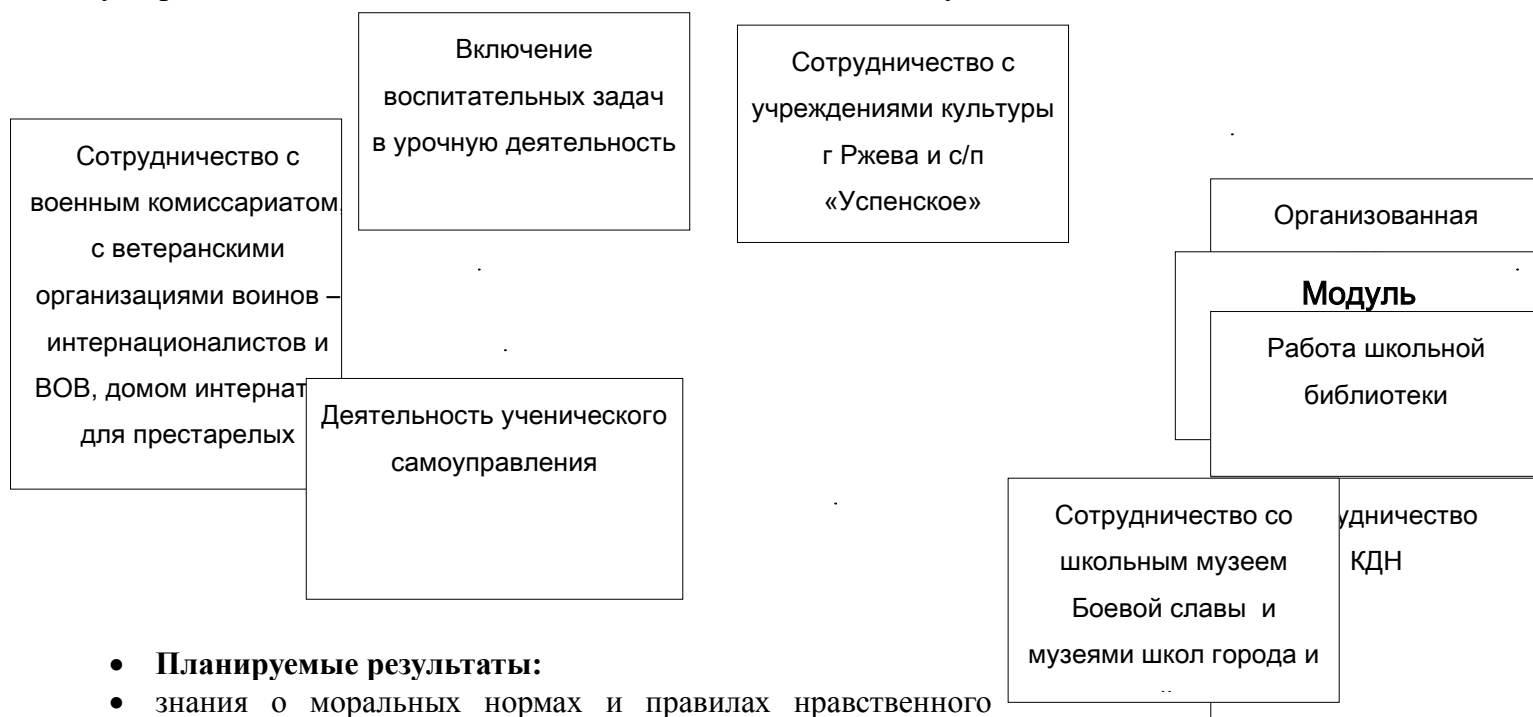 Включение
воспитательных задач
в урочную деятельность
Сотрудничество с
учреждениями культуры
г Ржева и с/п
«Успенское»
Сотрудничество с
военным комиссариатом,
с ветеранскими
организациями воинов –
интернационалистов и
ВОВ, домом интернат
для престарелых
Организованная
Модуль
Работа школьной
библиотеки
Деятельность ученического
самоуправления
Сотрудничество со
школьным музеем
Боевой славы и
музеями школ города и
удничество
КДН
• Планируемые результаты:
• знания о моральных нормах и правилах нравственного